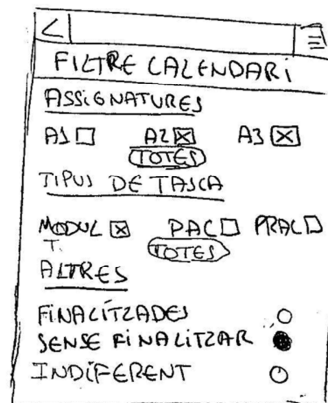 FILTRE CALENDARI
ASSIGNATURES
A1 A2 A3
TOTES
TIPUS DE TASCA
MODUL T. PAC PRAC
TOTES
ALTRES
FINALITZADES
SENSE FINALITZAR
INDIFERENT